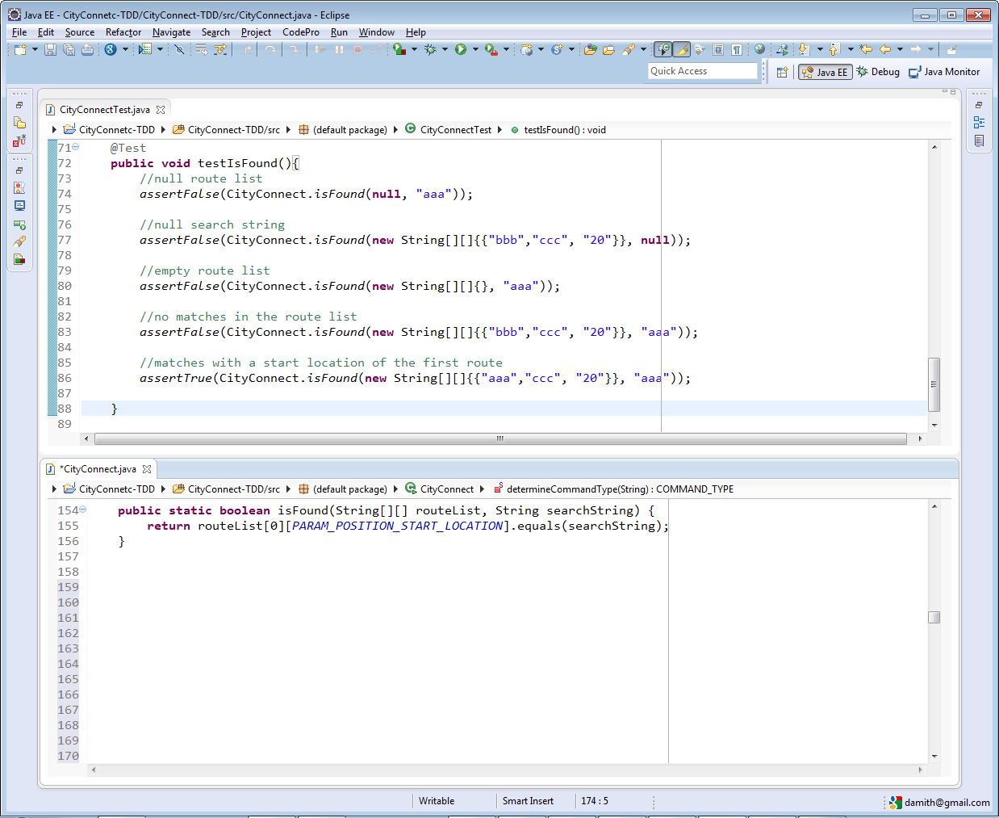 Java EE - CityConnetc-TDD/CityConnect-TDD/src/CityConnect.java - Eclipse
File Edit Source Refactor Navigate Search Project CodePro Run Window Help
Quick Access
Java EE Debug Java Monitor
CityConnectTest.java
CityConnetc-TDD CityConnect-TDD/src (default package) CityConnectTest testIsFound() : void
71 @Test
72 public void testIsFound(){
73 //null route list
74 assertFalse(CityConnect.isFound(null, "aaa"));
75
76 //null search string
77 assertFalse(CityConnect.isFound(new String[][]{{"bbb","ccc", "20"}}, null));
78
79 //empty route list
80 assertFalse(CityConnect.isFound(new String[][]{}, "aaa"));
81
82 //no matches in the route list
83 assertFalse(CityConnect.isFound(new String[][]{{"bbb","ccc", "20"}}, "aaa"));
84
85 //matches with a start location of the first route
86 assertTrue(CityConnect.isFound(new String[][]{{"aaa","ccc", "20"}}, "aaa"));
87
88 }
89
*CityConnect.java
CityConnetc-TDD CityConnect-TDD/src (default package) CityConnect determineCommandType(String) : COMMAND_TYPE
154 public static boolean isFound(String[][] routeList, String searchString) {
155 return routeList[0][PARAM_POSITION_START_LOCATION].equals(searchString);
156 }
157
158
159
160
161
162
163
164
165
166
167
168
169
170
Writable Smart Insert 174 : 5 damith@gmail.com